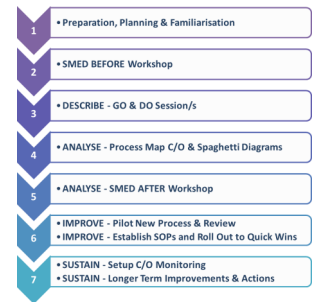 1
• Preparation, Planning & Familiarisation
2
• SMED BEFORE Workshop
3
• DESCRIBE - GO & DO Session/s
4
• ANALYSE - Process Map C/O & Spaghetti Diagrams
5
• ANALYSE - SMED AFTER Workshop
6
• IMPROVE - Pilot New Process & Review
• IMPROVE - Establish SOPs and Roll Out to Quick Wins
7
• SUSTAIN - Setup C/O Monitoring
• SUSTAIN - Longer Term Improvements & Actions